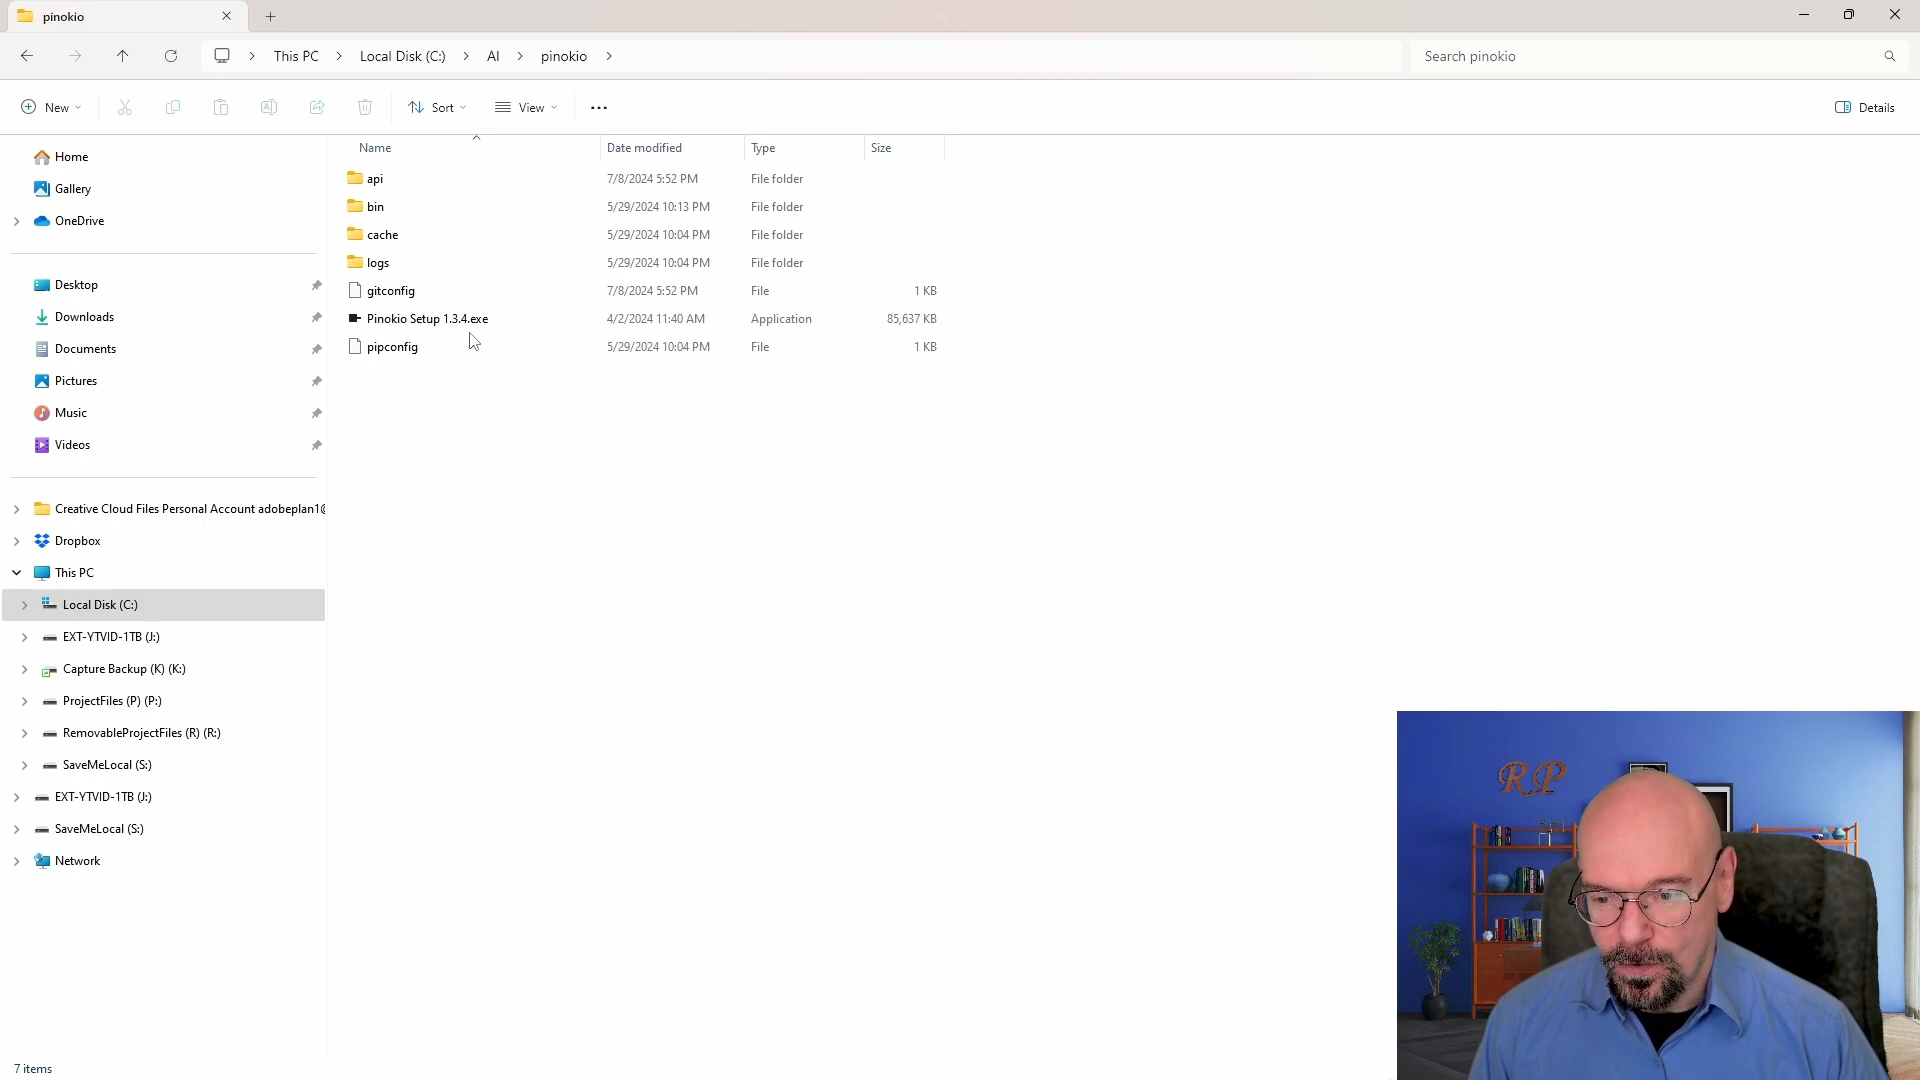 pinokio
This PC
Local Disk (C:)
AI
pinokio
Search pinokio
New
Sort
View
Details
Name
Date modified
Type
Size
Home
Gallery
OneDrive
Desktop
Downloads
Documents
Pictures
Music
Videos
Creative Cloud Files Personal Account adobeplan1@
Dropbox
This PC
Local Disk (C:)
EXT-YTVID-1TB (J:)
Capture Backup (K) (K:)
ProjectFiles (P) (P:)
RemovableProjectFiles (R) (R:)
SaveMeLocal (S:)
EXT-YTVID-1TB (J:)
SaveMeLocal (S:)
Network
api 7/8/2024 5:52 PM File folder
bin 5/29/2024 10:13 PM File folder
cache 5/29/2024 10:04 PM File folder
logs 5/29/2024 10:04 PM File folder
gitconfig 7/8/2024 5:52 PM File 1 KB
Pinokio Setup 1.3.4.exe 4/2/2024 11:40 AM Application 85,637 KB
pipconfig 5/29/2024 10:04 PM File 1 KB
RP
7 items